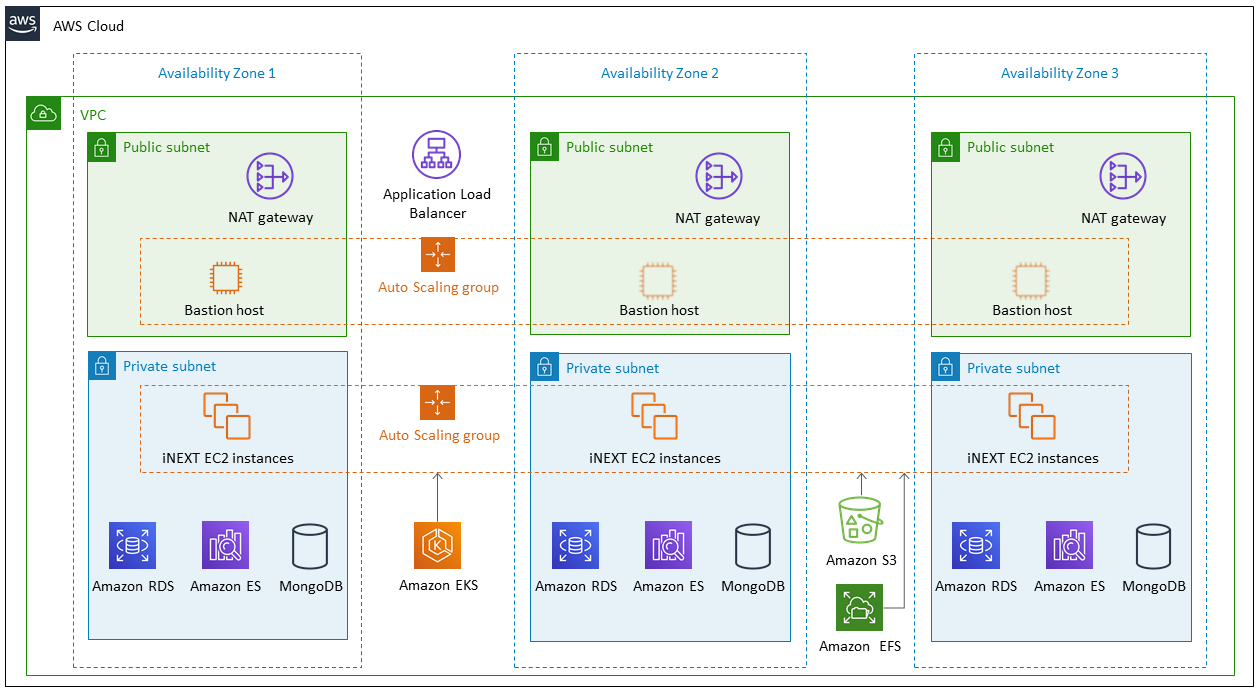 aws
AWS Cloud
Availability Zone 1
Availability Zone 2
Availability Zone 3
VPC
Public subnet
NAT gateway
Application Load
Balancer
Public subnet
NAT gateway
Public subnet
NAT gateway
Bastion host
Auto Scaling group
Bastion host
Bastion host
Private subnet
Private subnet
Private subnet
iNEXT EC2 instances
Auto Scaling group
iNEXT EC2 instances
iNEXT EC2 instances
Amazon RDS
Amazon ES
MongoDB
K
Amazon EKS
Amazon RDS
Amazon ES
MongoDB
Amazon S3
Amazon EFS
Amazon RDS
Amazon ES
MongoDB